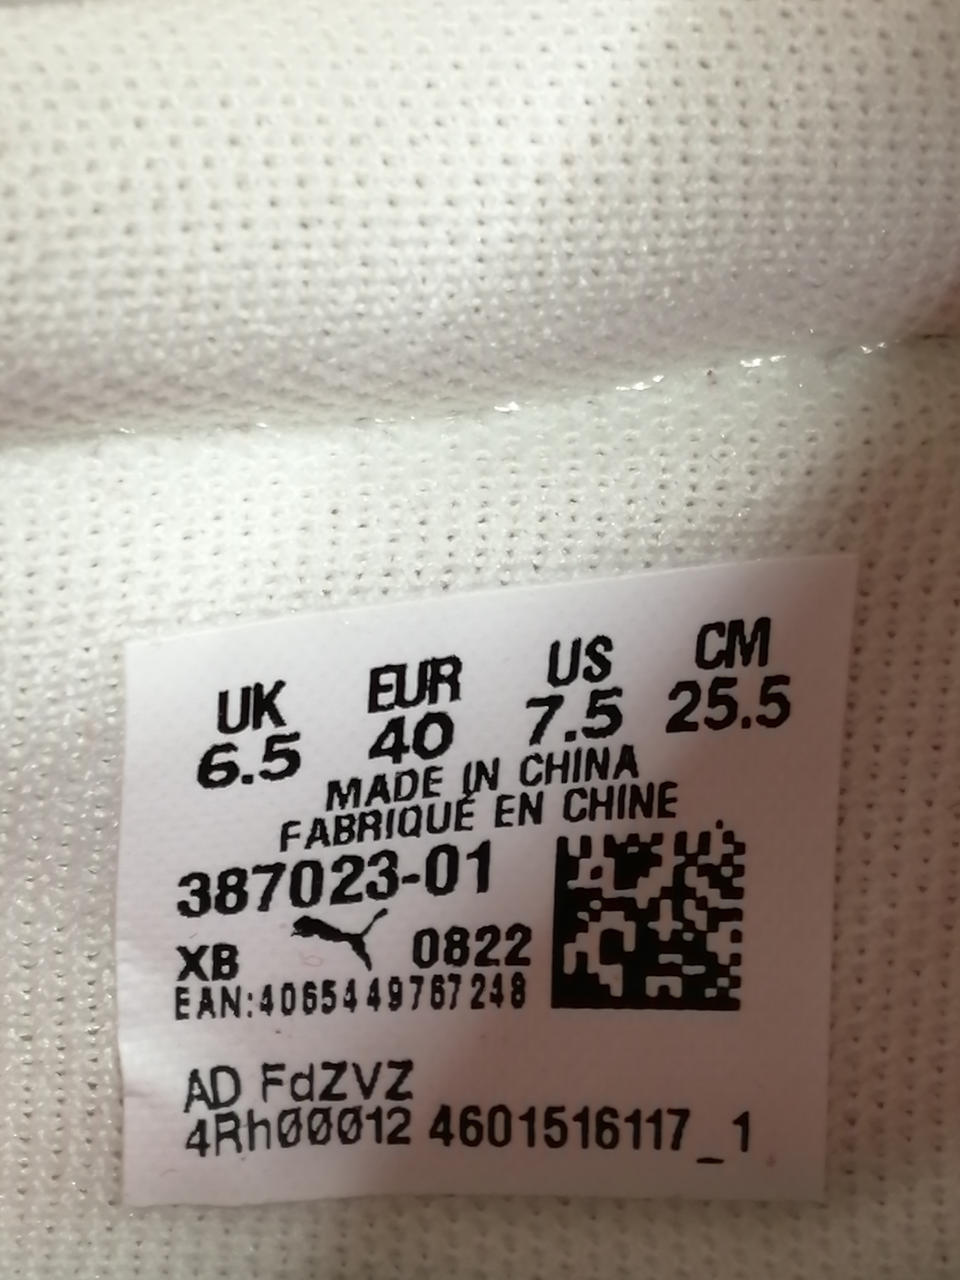 UK EUR US CM
6.5 40 7.5 25.5
MADE IN CHINA
FABRIQUÉ EN CHINE
387023-01
XB 0822
EAN:4065449767248
AD FdZVZ
4Rh00012 4601516117_1